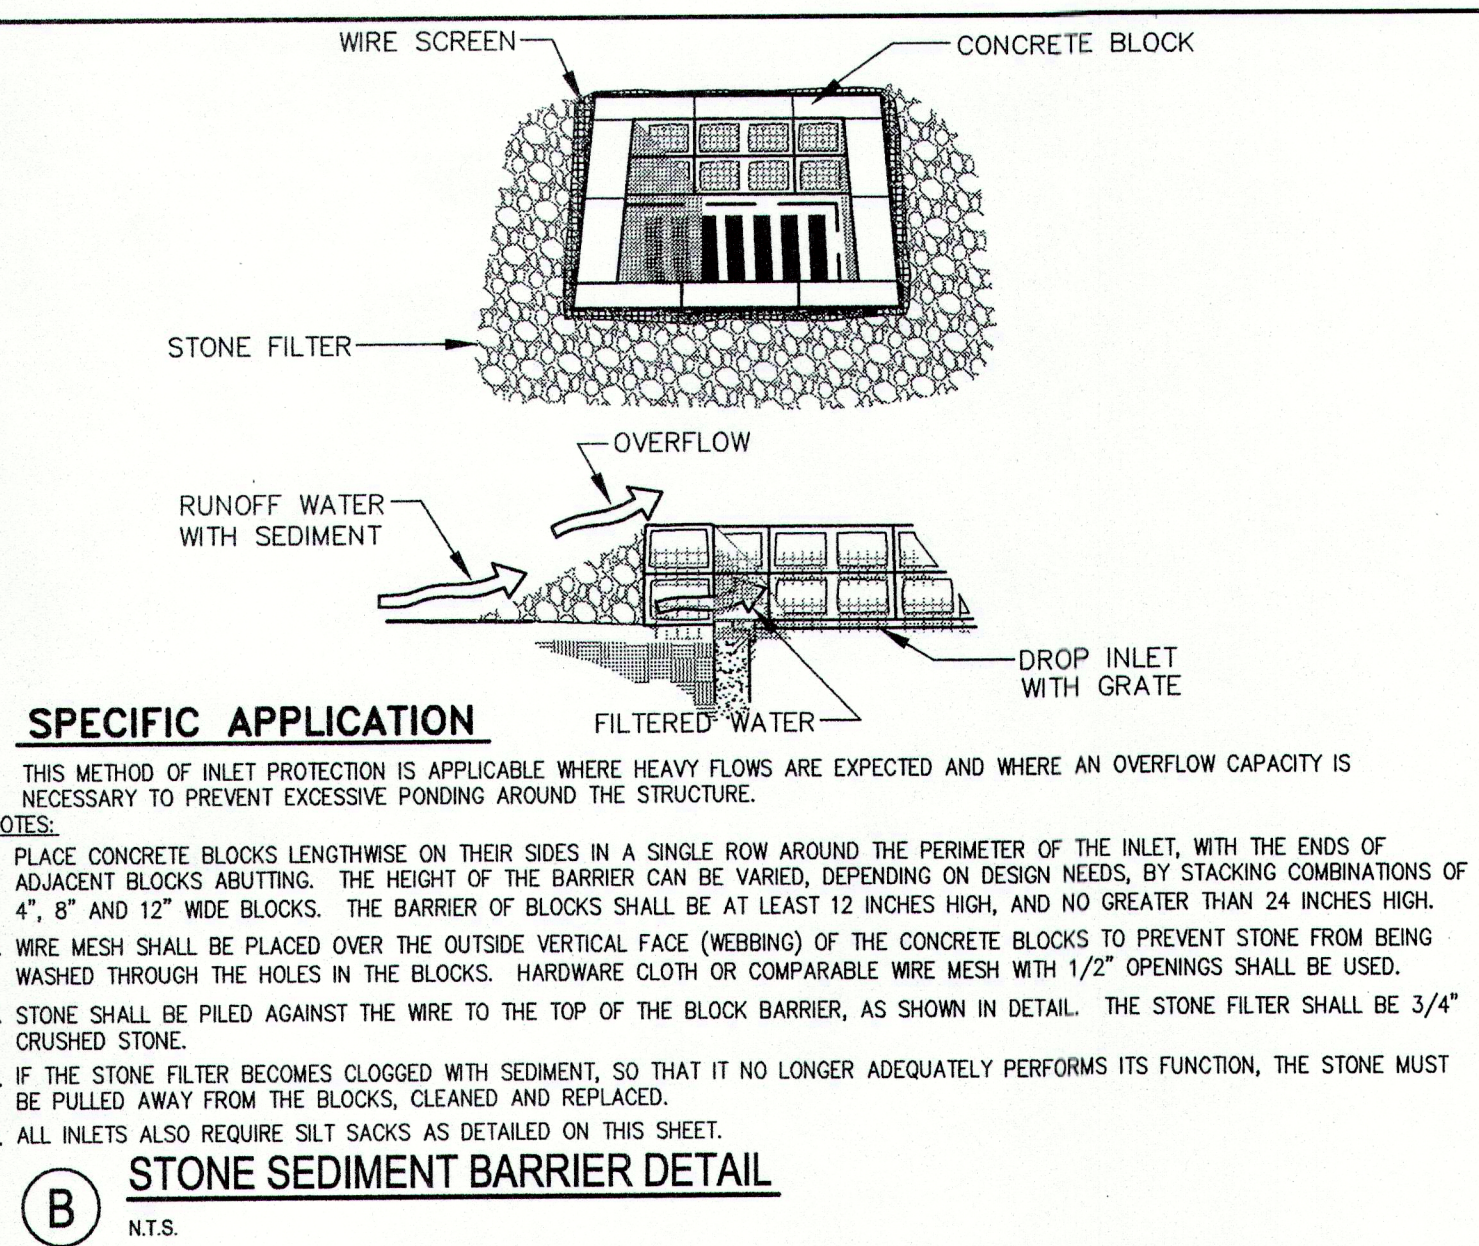 WIRE SCREEN
CONCRETE BLOCK
STONE FILTER
OVERFLOW
RUNOFF WATER
WITH SEDIMENT
DROP INLET
WITH GRATE
FILTERED WATER
SPECIFIC APPLICATION
THIS METHOD OF INLET PROTECTION IS APPLICABLE WHERE HEAVY FLOWS ARE EXPECTED AND WHERE AN OVERFLOW CAPACITY IS
NECESSARY TO PREVENT EXCESSIVE PONDING AROUND THE STRUCTURE.
OTES:
PLACE CONCRETE BLOCKS LENGTHWISE ON THEIR SIDES IN A SINGLE ROW AROUND THE PERIMETER OF THE INLET, WITH THE ENDS OF
ADJACENT BLOCKS ABUTTING. THE HEIGHT OF THE BARRIER CAN BE VARIED, DEPENDING ON DESIGN NEEDS, BY STACKING COMBINATIONS OF
4", 8" AND 12" WIDE BLOCKS. THE BARRIER OF BLOCKS SHALL BE AT LEAST 12 INCHES HIGH, AND NO GREATER THAN 24 INCHES HIGH.
. WIRE MESH SHALL BE PLACED OVER THE OUTSIDE VERTICAL FACE (WEBBING) OF THE CONCRETE BLOCKS TO PREVENT STONE FROM BEING
WASHED THROUGH THE HOLES IN THE BLOCKS. HARDWARE CLOTH OR COMPARABLE WIRE MESH WITH 1/2" OPENINGS SHALL BE USED.
. STONE SHALL BE PILED AGAINST THE WIRE TO THE TOP OF THE BLOCK BARRIER, AS SHOWN IN DETAIL. THE STONE FILTER SHALL BE 3/4"
CRUSHED STONE.
. IF THE STONE FILTER BECOMES CLOGGED WITH SEDIMENT, SO THAT IT NO LONGER ADEQUATELY PERFORMS ITS FUNCTION, THE STONE MUST
BE PULLED AWAY FROM THE BLOCKS, CLEANED AND REPLACED.
. ALL INLETS ALSO REQUIRE SILT SACKS AS DETAILED ON THIS SHEET.
B
STONE SEDIMENT BARRIER DETAIL
N.T.S.